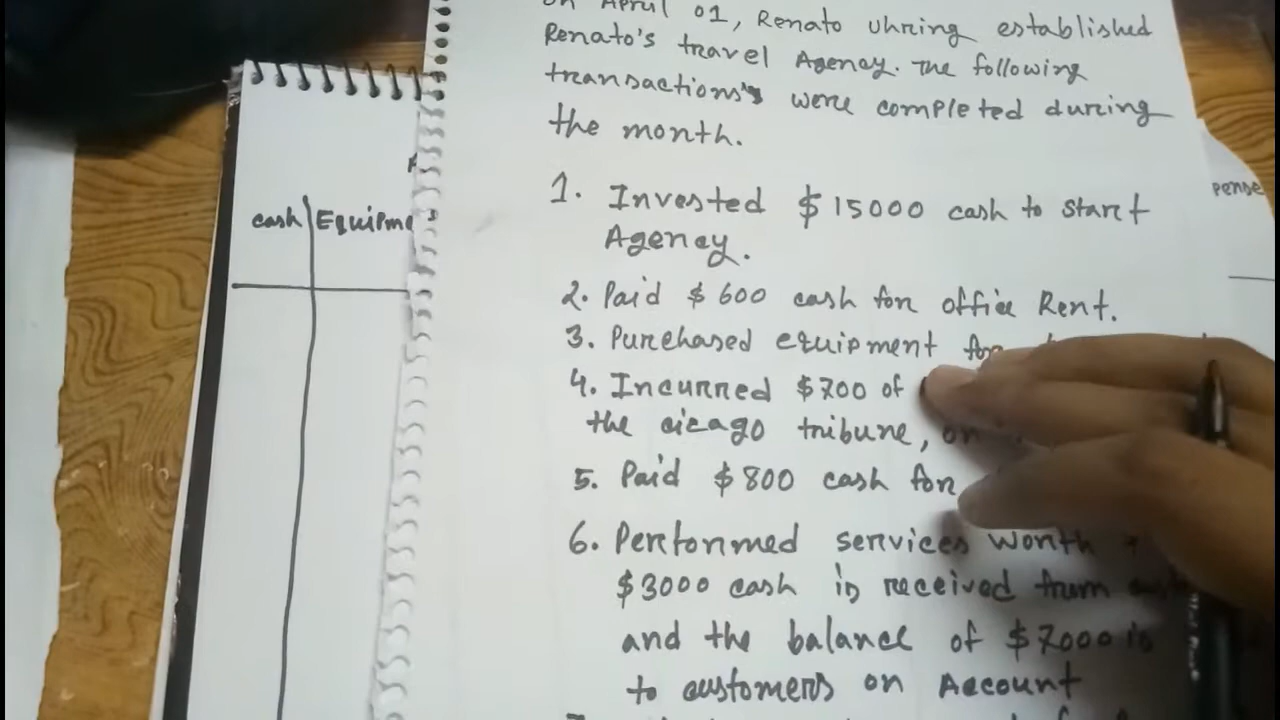 on April 01, Renato Uhring established
Renato's travel Agency. The following
transactions were completed during
the month.
1. Invested $15000 cash to start
Agency.
2. Paid $600 cash for office Rent.
3. Purchased equipment for
4. Incurred $700 of
the cicago tribune, on
5. Paid $800 cash for
6. Performed services worth
$3000 cash is received from
and the balance of $7000 is
to customers on Account
cash Equipme
pense